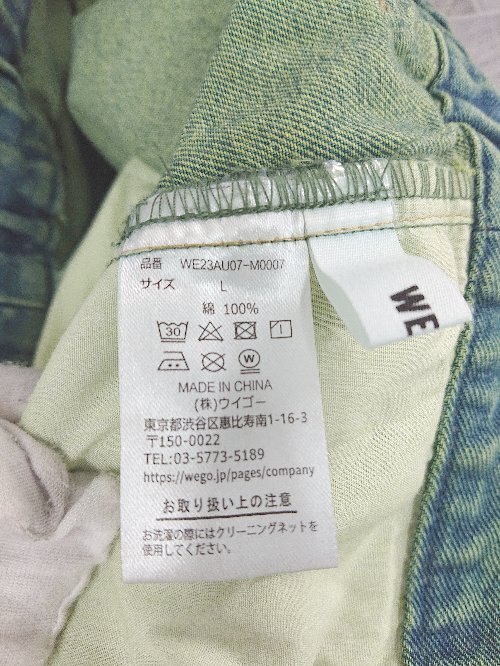 品番 WE23AU07-M0007
サイズ L
綿 100%
30
W
MADE IN CHINA
(株)ウイゴー
東京都渋谷区恵比寿南1-16-3
〒150-0022
TEL:03-5773-5189
https://wego.jp/pages/company
お取り扱い上の注意
お洗濯の際にはクリーニングネットを
使用してください。
WE